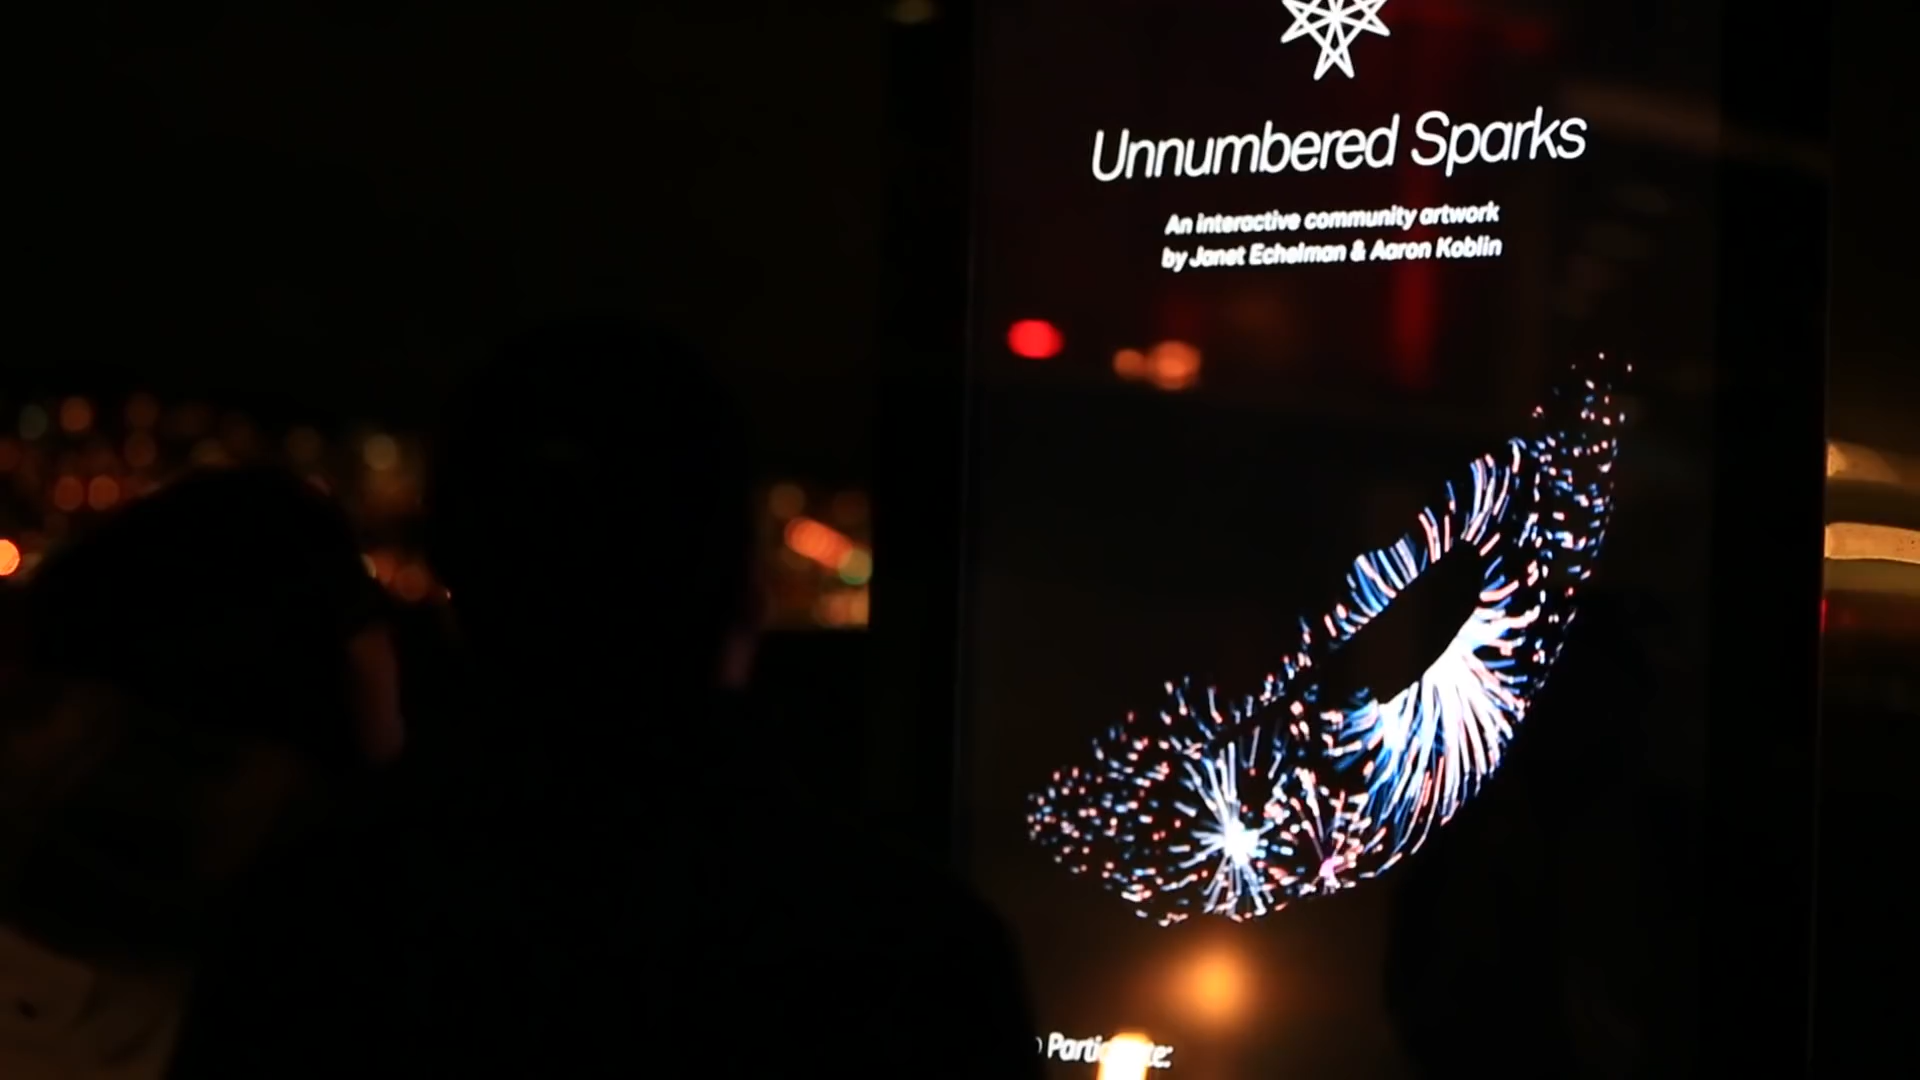 Unnumbered Sparks
An interactive community artwork
by Janet Echelman & Aaron Koblin